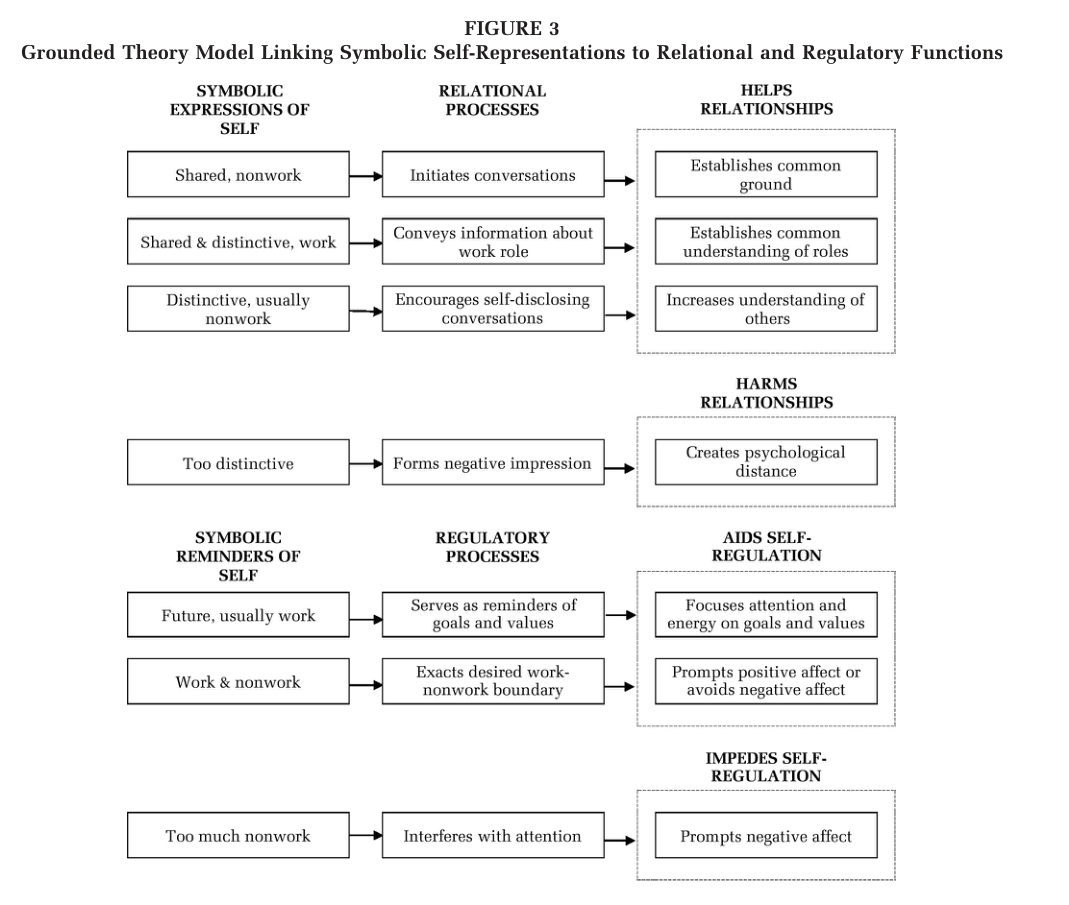 FIGURE 3
Grounded Theory Model Linking Symbolic Self-Representations to Relational and Regulatory Functions
SYMBOLIC
EXPRESSIONS OF
SELF
RELATIONAL
PROCESSES
HELPS
RELATIONSHIPS
Shared, nonwork
Initiates conversations
Establishes common
ground
Shared & distinctive, work
Conveys information about
work role
Establishes common
understanding of roles
Distinctive, usually
nonwork
Encourages self-disclosing
conversations
Increases understanding of
others
HARMS
RELATIONSHIPS
Too distinctive
Forms negative impression
Creates psychological
distance
SYMBOLIC
REMINDERS OF
SELF
REGULATORY
PROCESSES
AIDS SELF-
REGULATION
Future, usually work
Serves as reminders of
goals and values
Focuses attention and
energy on goals and values
Work & nonwork
Exacts desired work-
nonwork boundary
Prompts positive affect or
avoids negative affect
IMPEDES SELF-
REGULATION
Too much nonwork
Interferes with attention
Prompts negative affect